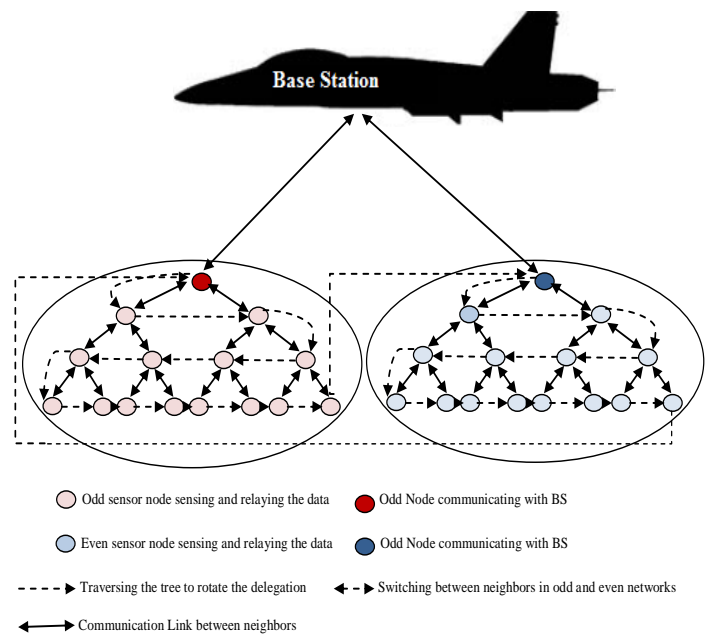 Base Station
Odd sensor node sensing and relaying the data
Odd Node communicating with BS
Even sensor node sensing and relaying the data
Odd Node communicating with BS
Traversing the tree to rotate the delegation
Switching between neighbors in odd and even networks
Communication Link between neighbors